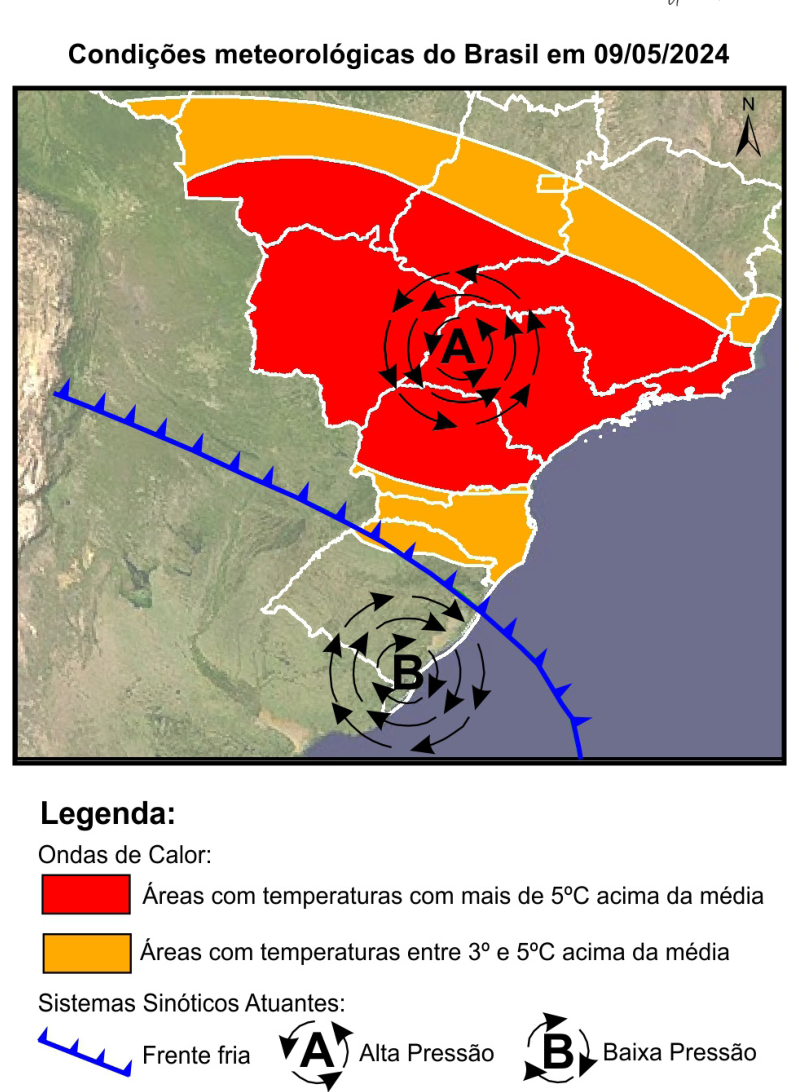 Condições meteorológicas do Brasil em 09/05/2024
N
A
B
Legenda:
Ondas de Calor:
Áreas com temperaturas com mais de 5ºC acima da média
Áreas com temperaturas entre 3º e 5ºC acima da média
Sistemas Sinóticos Atuantes:
Frente fria A Alta Pressão B Baixa Pressão